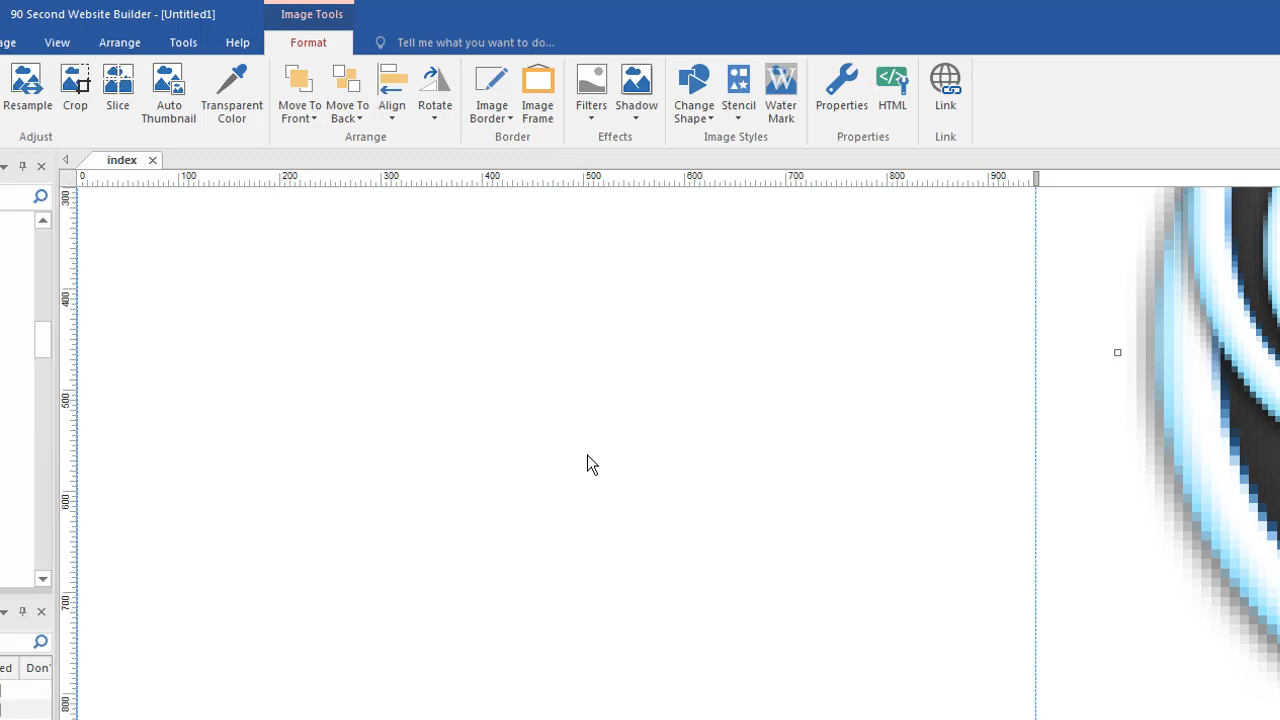 90 Second Website Builder - [Untitled1]
Image Tools
age View Arrange Tools Help Format Tell me what you want to do...
Resample Crop Slice Auto Thumbnail Transparent Color Move To Front Move To Back Align Rotate Image Border Image Frame Filters Shadow Change Shape Stencil Water Mark Properties HTML Link
Adjust Arrange Border Effects Image Styles Properties Link
index
0 100 200 300 400 500 600 700 800 900
300
400
500
600
700
800
ed Don'